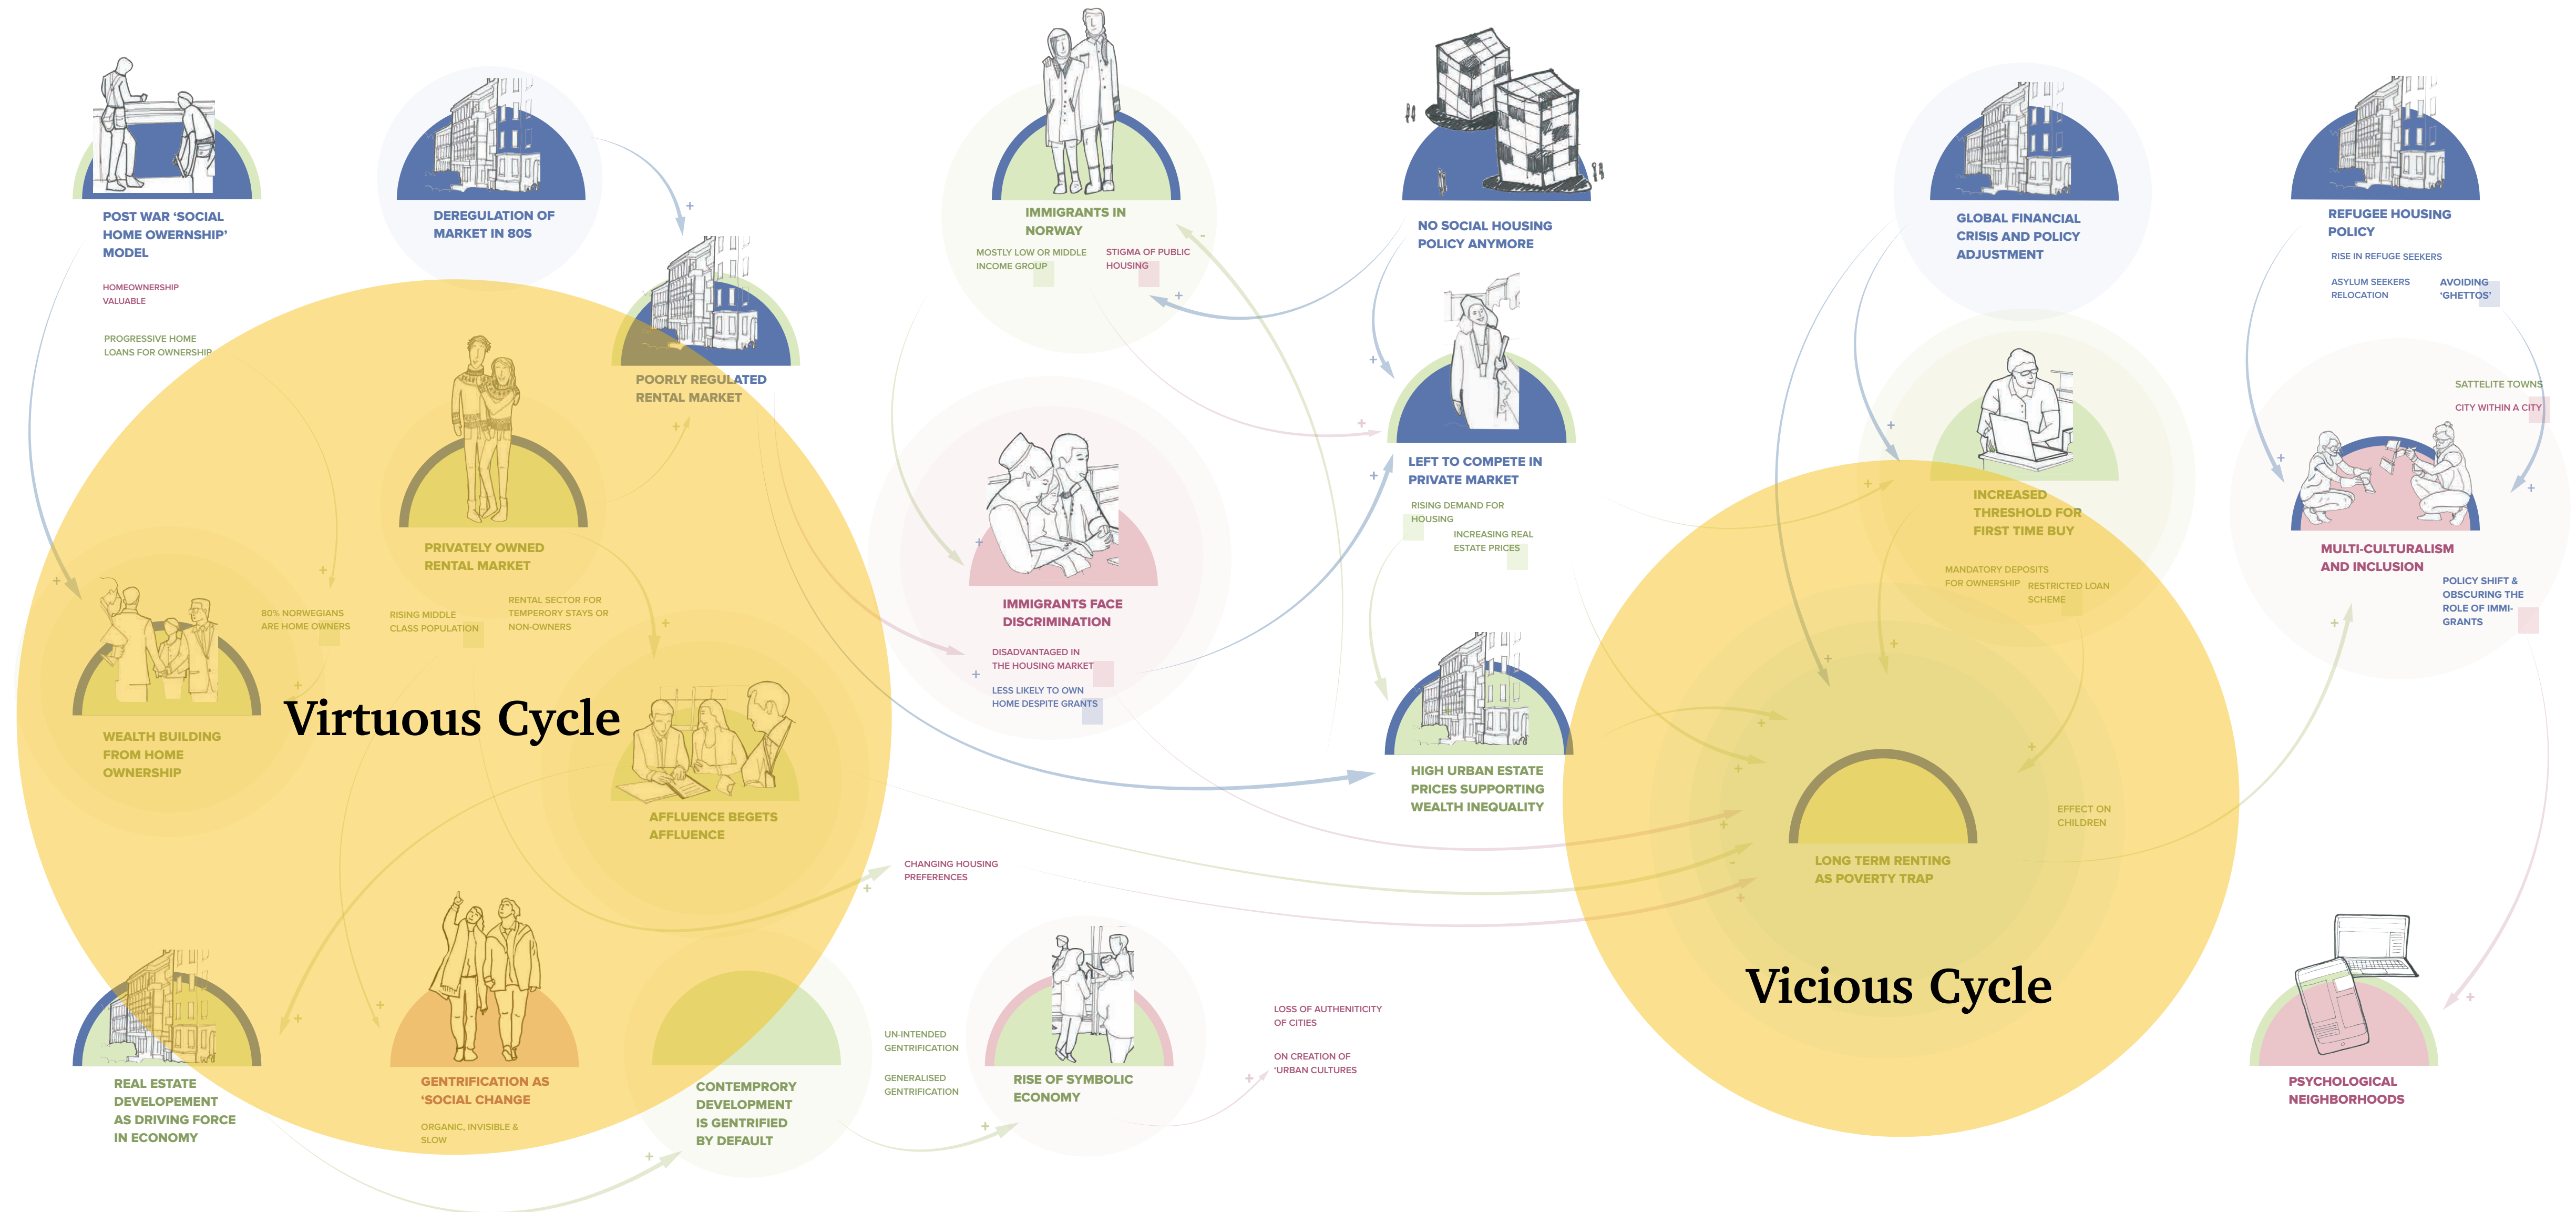 POST WAR ‘SOCIAL
HOME OWERNSHIP’
MODEL
HOMEOWNERSHIP
VALUABLE
PROGRESSIVE HOME
LOANS FOR OWNERSHIP
DEREGULATION OF
MARKET IN 80S
+
POORLY REGULATED
RENTAL MARKET
+
PRIVATELY OWNED
RENTAL MARKET
+
+
80% NORWEGIANS
ARE HOME OWNERS
RISING MIDDLE
CLASS POPULATION
RENTAL SECTOR FOR
TEMPERORY STAYS OR
NON-OWNERS
+
+
Virtuous Cycle
WEALTH BUILDING
FROM HOME
OWNERSHIP
AFFLUENCE BEGETS
AFFLUENCE
+
+
REAL ESTATE
DEVELOPEMENT
AS DRIVING FORCE
IN ECONOMY
GENTRIFICATION AS
‘SOCIAL CHANGE
ORGANIC, INVISIBLE &
SLOW
+
CONTEMPRORY
DEVELOPMENT
IS GENTRIFIED
BY DEFAULT
IMMIGRANTS IN
NORWAY
MOSTLY LOW OR MIDDLE
INCOME GROUP
STIGMA OF PUBLIC
HOUSING
-
+
+
IMMIGRANTS FACE
DISCRIMINATION
DISADVANTAGED IN
THE HOUSING MARKET
+
LESS LIKELY TO OWN
HOME DESPITE GRANTS
CHANGING HOUSING
PREFERENCES
+
UN-INTENDED
GENTRIFICATION
GENERALISED
GENTRIFICATION
+
RISE OF SYMBOLIC
ECONOMY
LOSS OF AUTHENITICITY
OF CITIES
ON CREATION OF
‘URBAN CULTURES
+
NO SOCIAL HOUSING
POLICY ANYMORE
+
+
LEFT TO COMPETE IN
PRIVATE MARKET
+
RISING DEMAND FOR
HOUSING
INCREASING REAL
ESTATE PRICES
HIGH URBAN ESTATE
PRICES SUPPORTING
WEALTH INEQUALITY
GLOBAL FINANCIAL
CRISIS AND POLICY
ADJUSTMENT
+
+
INCREASED
THRESHOLD FOR
FIRST TIME BUY
MANDATORY DEPOSITS
FOR OWNERSHIP
RESTRICTED LOAN
SCHEME
+
+
+
+
+
+
-
+
LONG TERM RENTING
AS POVERTY TRAP
EFFECT ON
CHILDREN
Vicious Cycle
REFUGEE HOUSING
POLICY
RISE IN REFUGE SEEKERS
ASYLUM SEEKERS
RELOCATION
AVOIDING
‘GHETTOS’
SATTELITE TOWNS
CITY WITHIN A CITY
+
+
MULTI-CULTURALISM
AND INCLUSION
POLICY SHIFT &
OBSCURING THE
ROLE OF IMMI-
GRANTS
+
+
PSYCHOLOGICAL
NEIGHBORHOODS